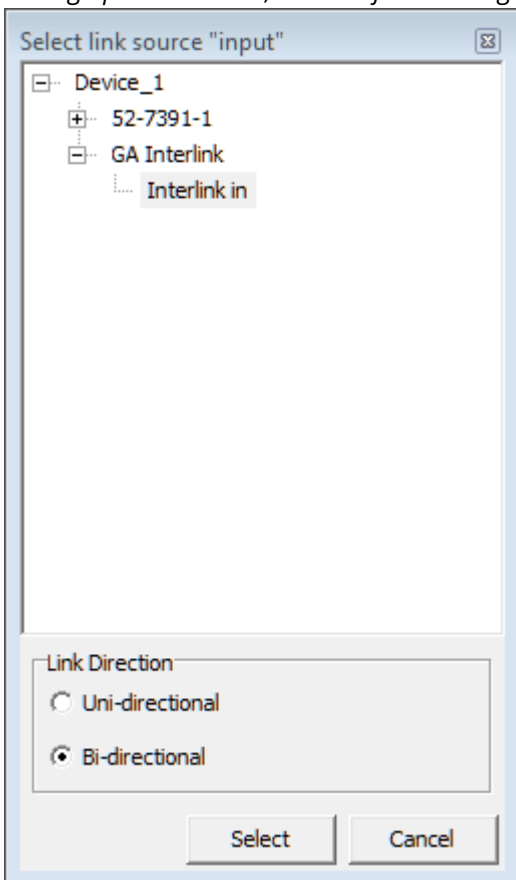 Select link source "input"
Device_1
52-7391-1
GA Interlink
Interlink in
Link Direction
Uni-directional
Bi-directional
Select Cancel